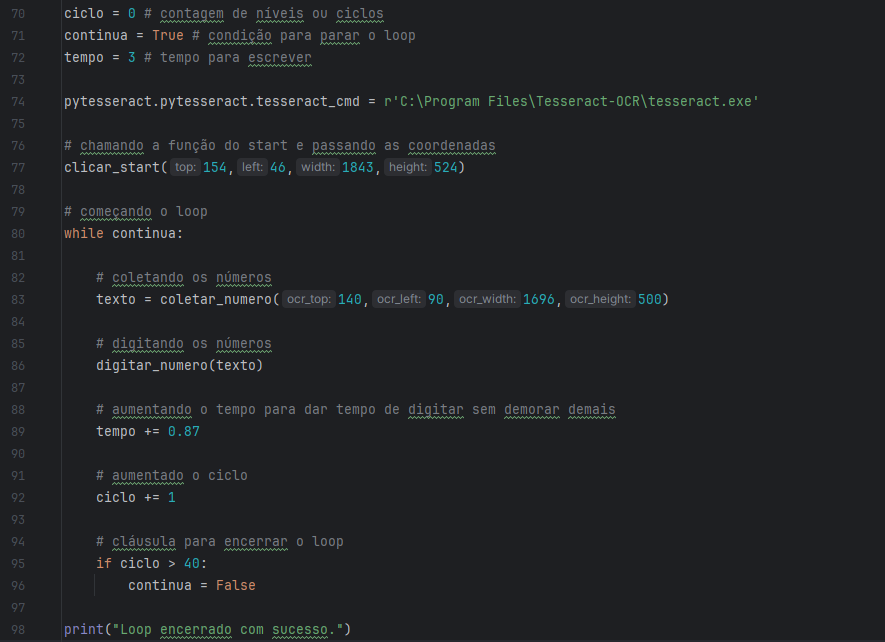 70 ciclo = 0 # contagem de níveis ou ciclos
71 continua = True # condição para parar o loop
72 tempo = 3 # tempo para escrever
73
74 pytesseract.pytesseract.tesseract_cmd = r'C:\Program Files\Tesseract-OCR\tesseract.exe'
75
76 # chamando a função do start e passando as coordenadas
77 clicar_start( top: 154, left: 46, width: 1843, height: 524)
78
79 # começando o loop
80 while continua:
81
82     # coletando os números
83     texto = coletar_numero( ocr_top: 140, ocr_left: 90, ocr_width: 1696, ocr_height: 500)
84
85     # digitando os números
86     digitar_numero(texto)
87
88     # aumentando o tempo para dar tempo de digitar sem demorar demais
89     tempo += 0.87
90
91     # aumentado o ciclo
92     ciclo += 1
93
94     # cláusula para encerrar o loop
95     if ciclo > 40:
96         continua = False
97
98 print("Loop encerrado com sucesso.")